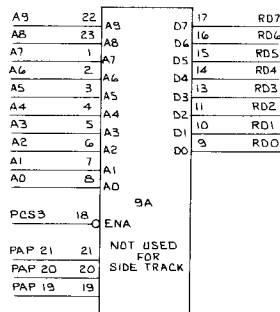 A9 22 A9 D7 17 RD7
A8 23 A8 D6 16 RD6
A7 1 A7 D5 15 RD5
A6 2 A6 D4 14 RD4
A5 3 A5 D3 13 RD3
A4 4 A4 D2 11 RD2
A3 5 A3 D1 10 RD1
A2 6 A2 D0 9 RD0
A1 7 A1
A0 8 A0
9A
PCS3 18 ENA
NOT USED
FOR
SIDE TRACK
PAP 21 21
PAP 20 20
PAP 19 19